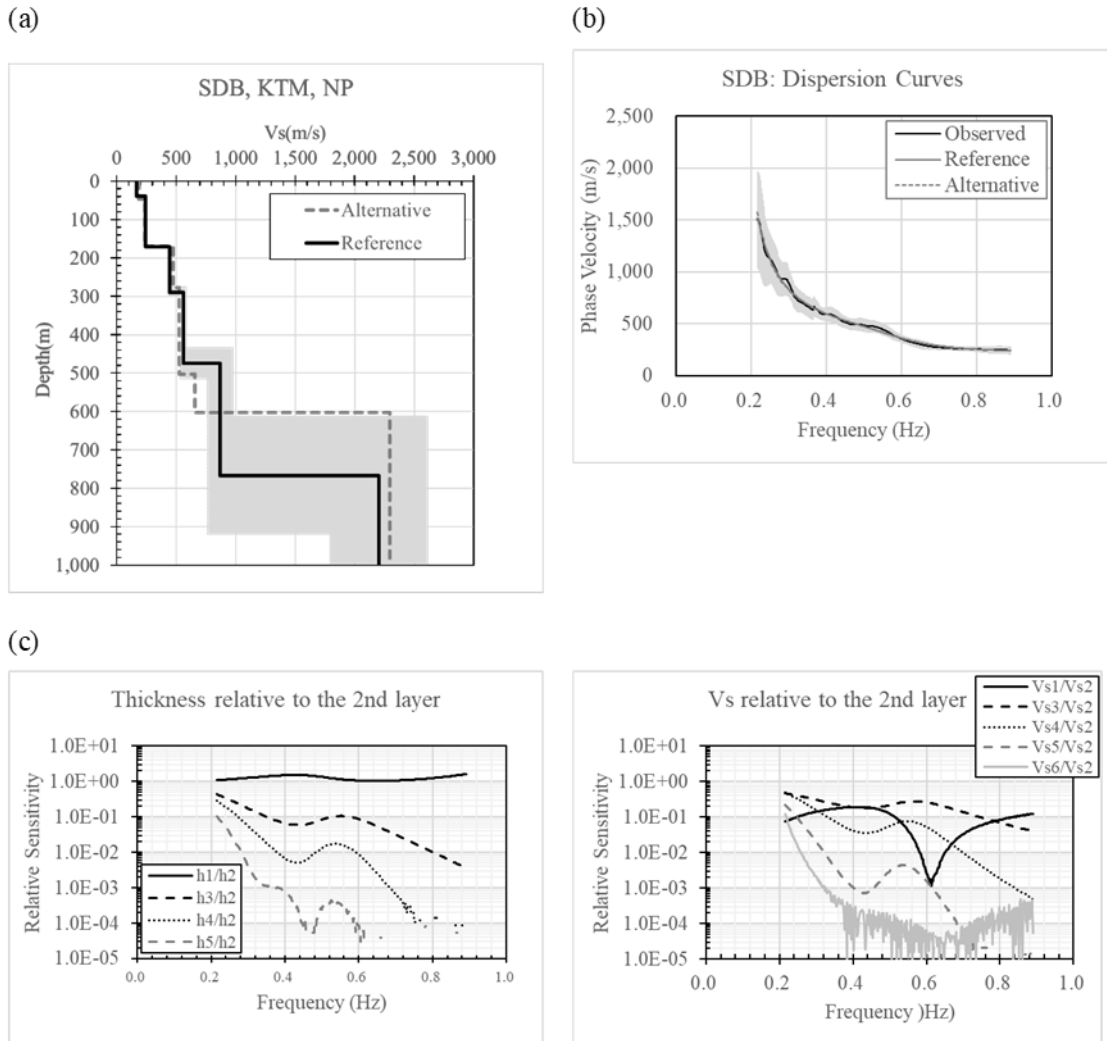 (a)
SDB, KTM, NP
Vs(m/s)
0 500 1,000 1,500 2,000 2,500 3,000
0
100
200
300
400
500
600
700
800
900
1,000
Depth(m)
Alternative
Reference
(b)
SDB: Dispersion Curves
2,500
2,000
1,500
1,000
500
0
Phase Velocity (m/s)
Observed
Reference
Alternative
0.0 0.2 0.4 0.6 0.8 1.0
Frequency (Hz)
(c)
Thickness relative to the 2nd layer
1.0E+01
1.0E+00
1.0E-01
1.0E-02
1.0E-03
1.0E-04
1.0E-05
Relative Sensitivity
h1/h2
h3/h2
h4/h2
h5/h2
0.0 0.2 0.4 0.6 0.8 1.0
Frequency (Hz)
Vs relative to the 2nd layer
Vs1/Vs2
Vs3/Vs2
Vs4/Vs2
Vs5/Vs2
Vs6/Vs2
1.0E+01
1.0E+00
1.0E-01
1.0E-02
1.0E-03
1.0E-04
1.0E-05
Relative Sensitivity
0.0 0.2 0.4 0.6 0.8 1.0
Frequency )Hz)